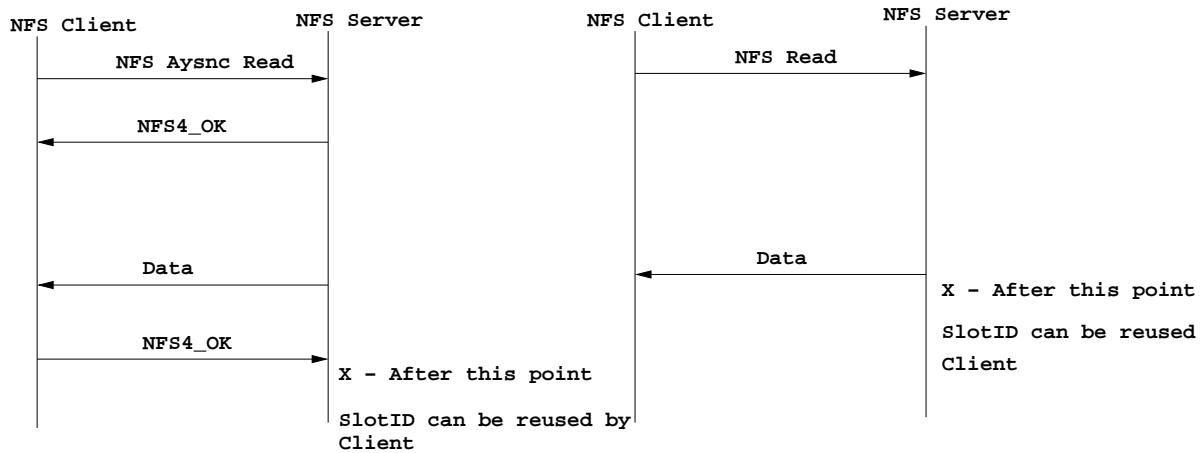 NFS Client
NFS Server
NFS Aysnc Read
NFS4_OK
Data
NFS4_OK
X – After this point
SlotID can be reused by
Client
NFS Client
NFS Server
NFS Read
Data
X – After this point
SlotID can be reused
Client